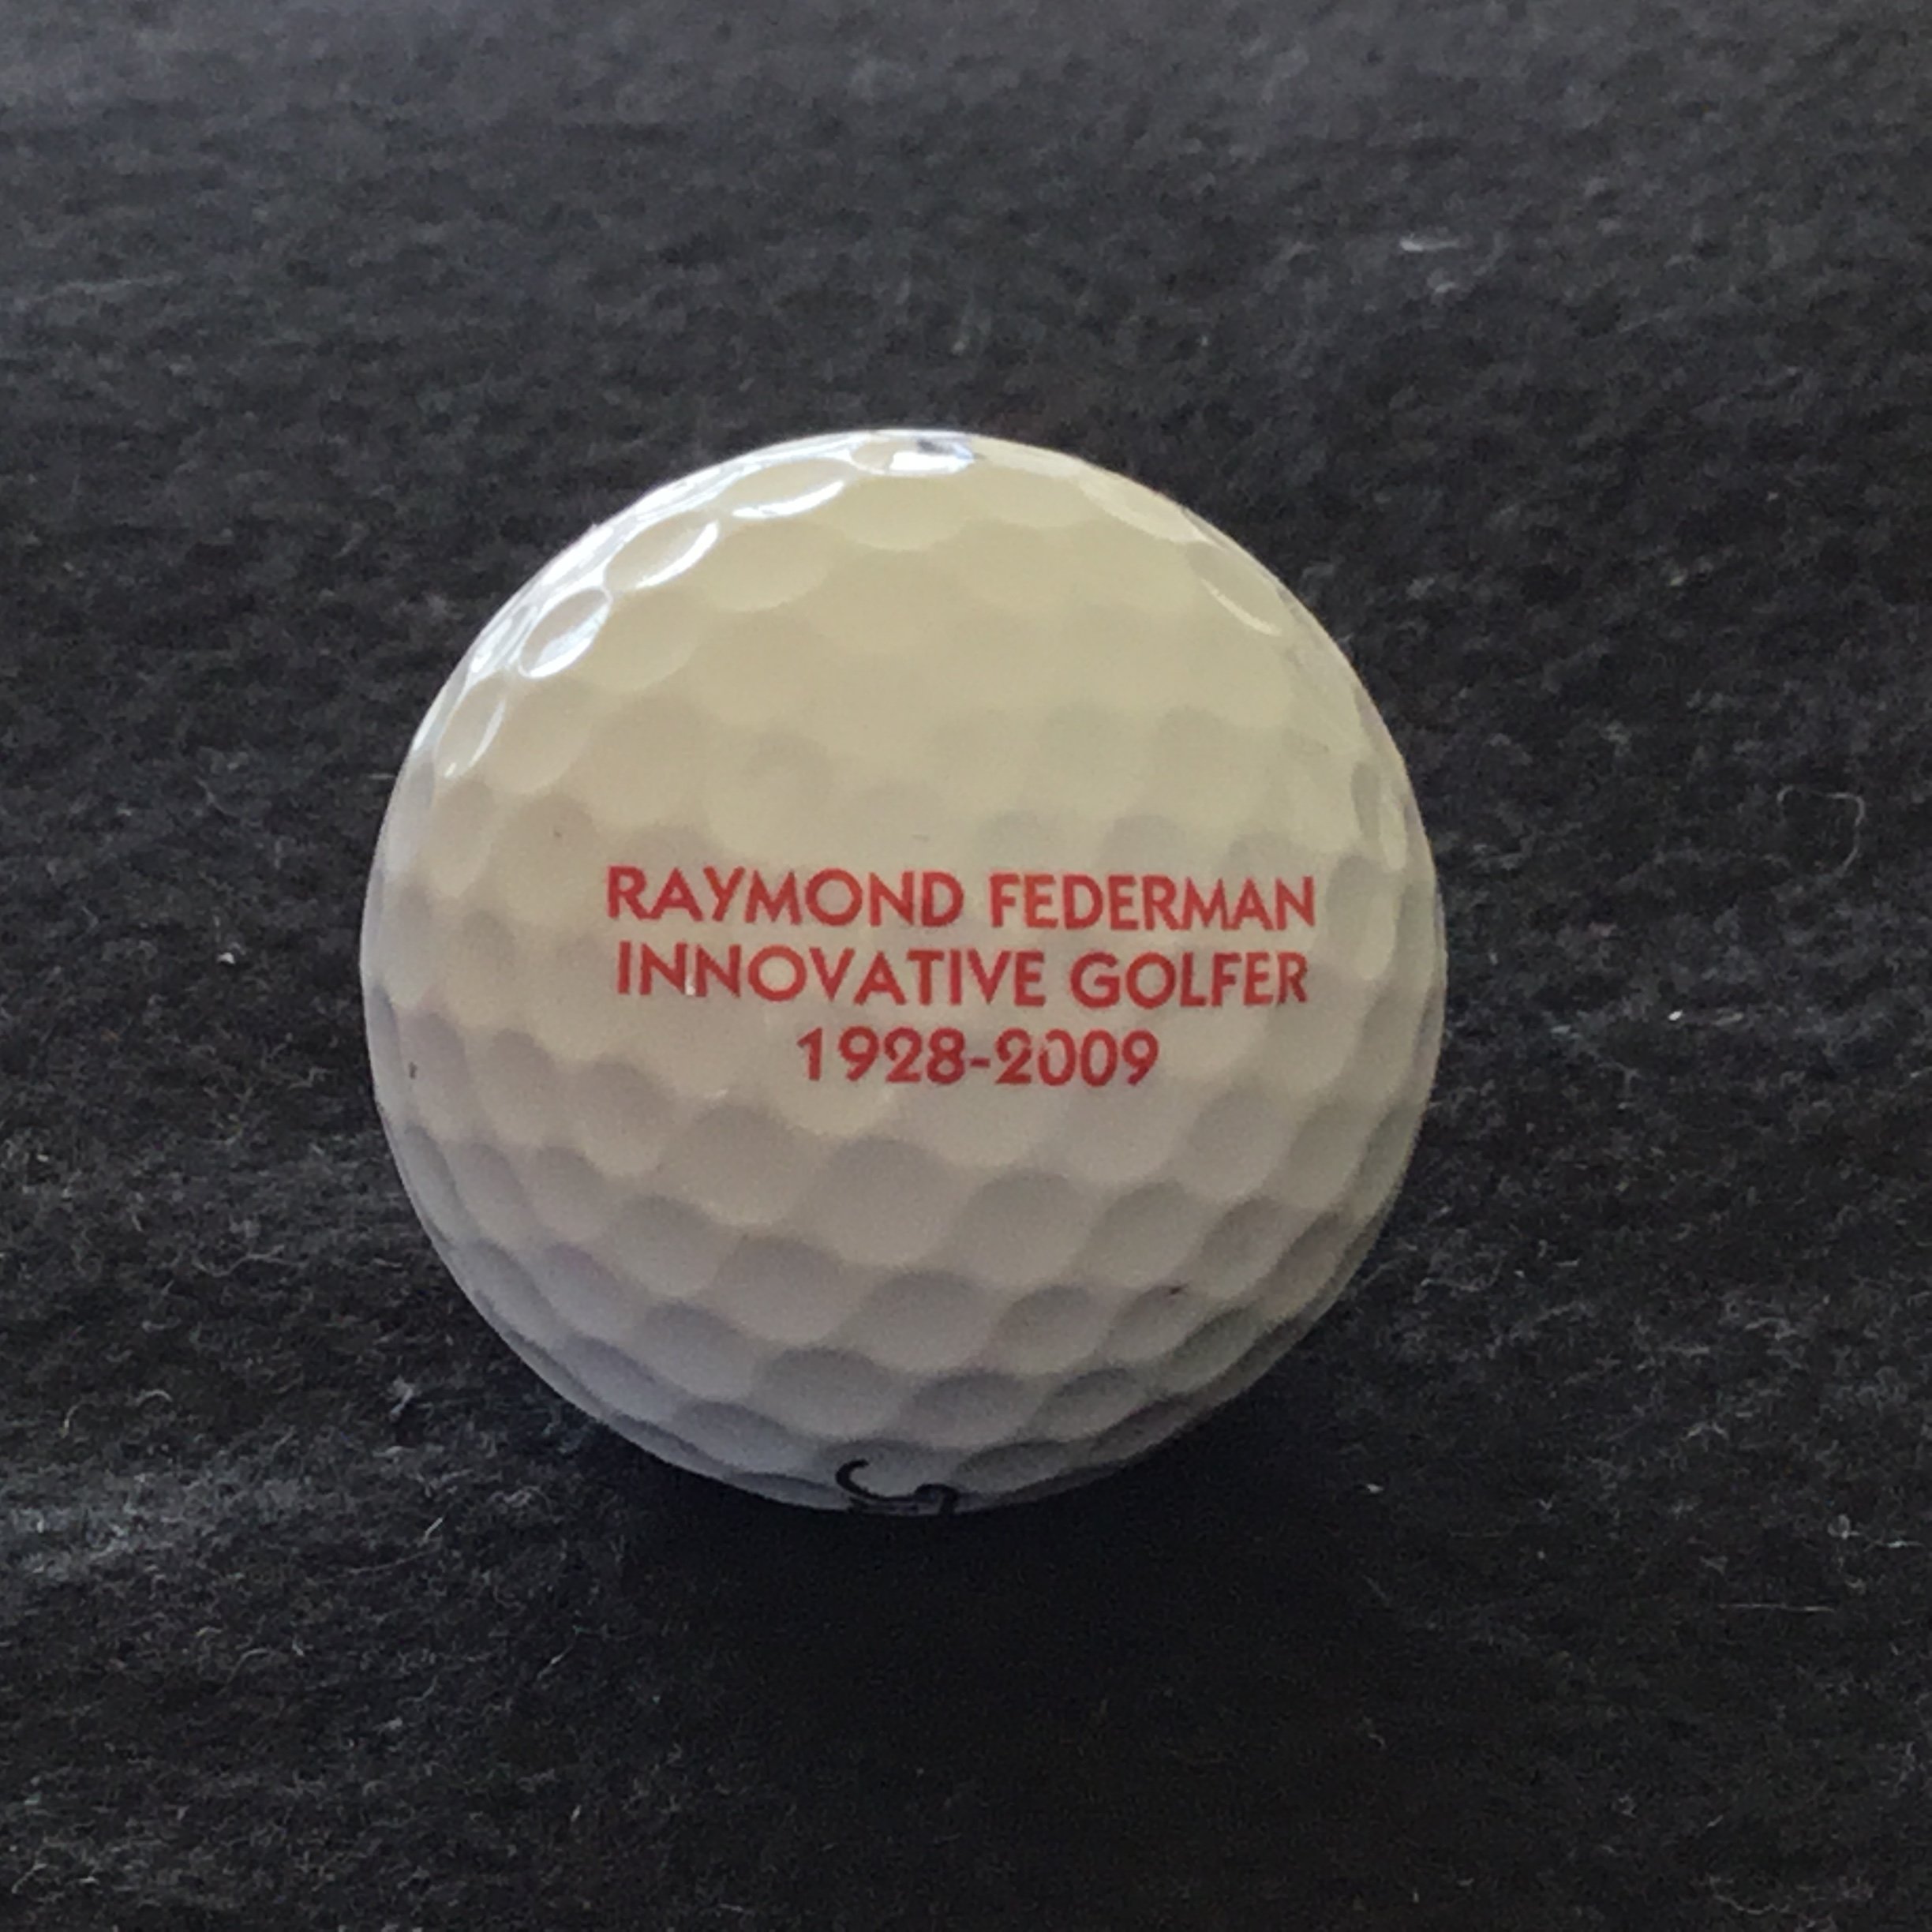 RAYMOND FEDERMAN
INNOVATIVE GOLFER
1928-2009